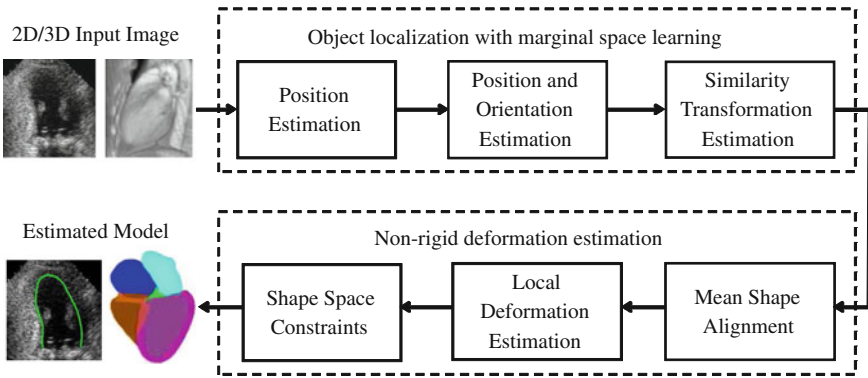 2D/3D Input Image
Object localization with marginal space learning
Position
Estimation
Position and
Orientation
Estimation
Similarity
Transformation
Estimation
Estimated Model
Non-rigid deformation estimation
Shape Space
Constraints
Local
Deformation
Estimation
Mean Shape
Alignment